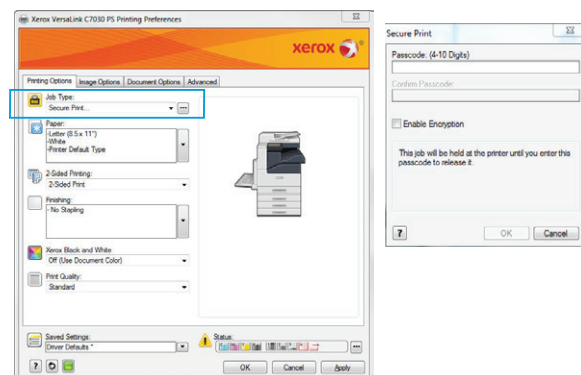 Xerox VersaLink C7030 PS Printing Preferences
xerox
Printing Options Image Options Document Options Advanced
Job Type:
Secure Print...
Paper:
-Letter (8.5 x 11")
-White
-Printer Default Type
2-Sided Printing:
2-Sided Print
Finishing:
- No Stapling
Xerox Black and White
Off (Use Document Color)
Print Quality:
Standard
Saved Settings:
Driver Defaults *
Status:
? OK Cancel Apply
Secure Print
Passcode: (4-10 Digits)
Confirm Passcode:
Enable Encryption
This job will be held at the printer until you enter this
passcode to release it.
? OK Cancel